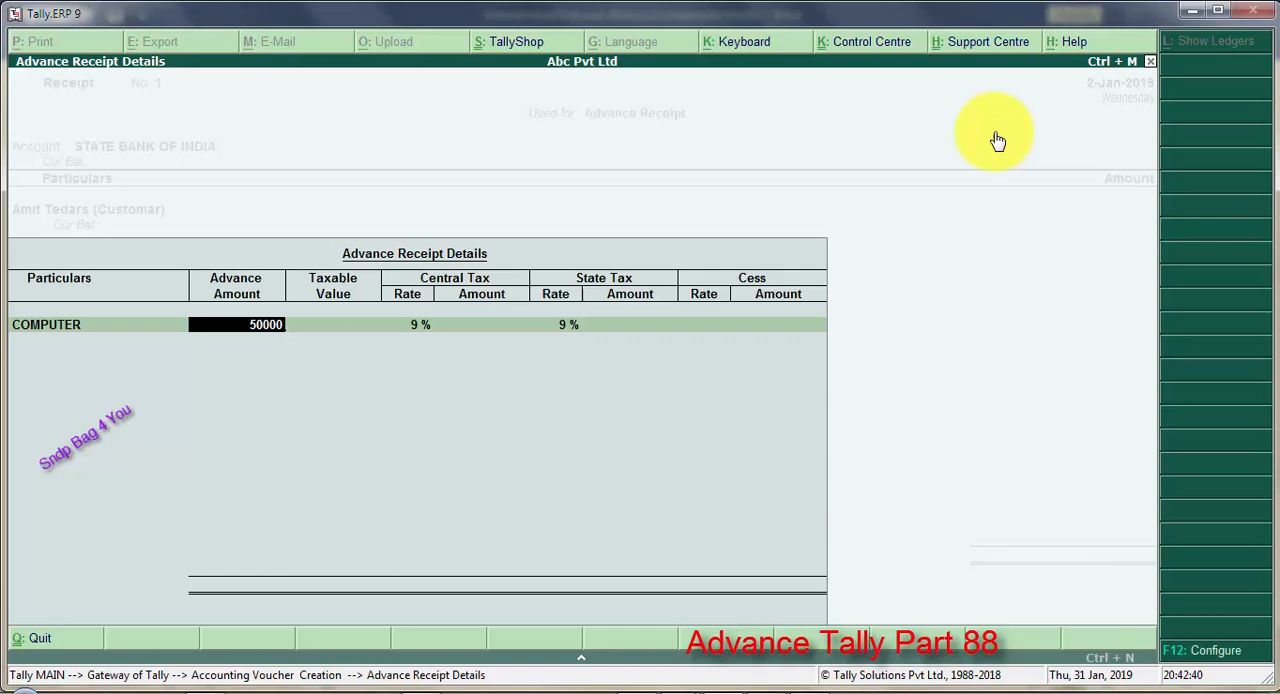 Tally.ERP 9
P: Print E: Export M: E-Mail O: Upload S: TallyShop G: Language K: Keyboard K: Control Centre H: Support Centre H: Help L: Show Ledgers
Advance Receipt Details Abc Pvt Ltd Ctrl + M
Receipt No. 1 2-Jan-2019
Wednesday
Used for: Advance Receipt
Account STATE BANK OF INDIA
Cur Bal
Particulars Amount
Amit Tedars (Customar)
Cur Bal
Advance Receipt Details
Particulars Advance Taxable Central Tax State Tax Cess
Amount Value Rate Amount Rate Amount Rate Amount
COMPUTER 50000 9 % 9 %
Sndp Bag 4 You
Q: Quit
Advance Tally Part 88
F12: Configure
Ctrl + N
Tally MAIN --> Gateway of Tally --> Accounting Voucher Creation --> Advance Receipt Details © Tally Solutions Pvt Ltd., 1988-2018 Thu, 31 Jan, 2019 20:42:40